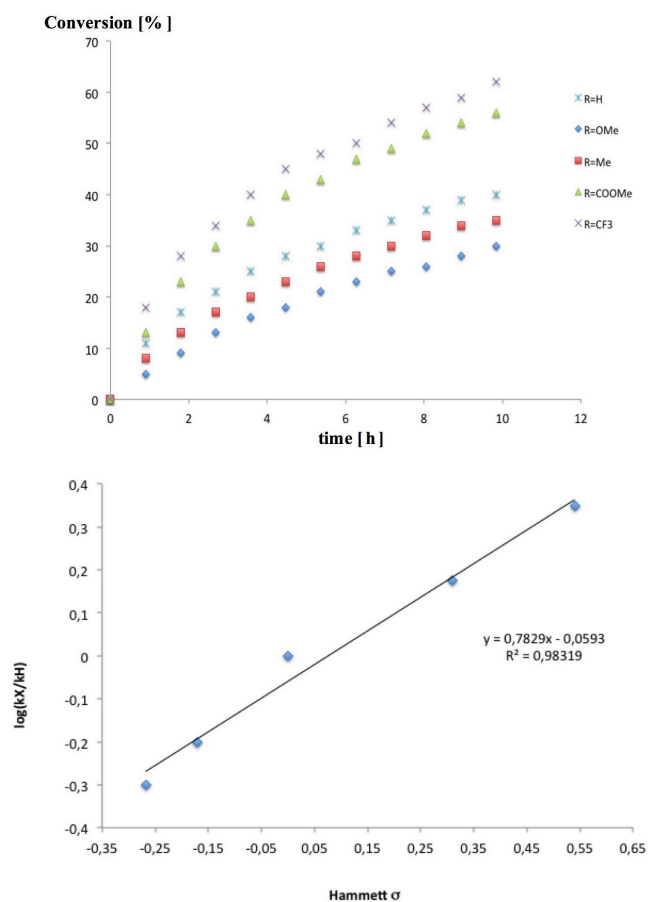 Conversion [% ]
70
60
50
40
30
20
10
0
0 2 4 6 8 10 12
time [ h ]
R=H
R=OMe
R=Me
R=COOMe
R=CF3
0,4
0,3
0,2
0,1
0
-0,1
-0,2
-0,3
-0,4
-0,35 -0,25 -0,15 -0,05 0,05 0,15 0,25 0,35 0,45 0,55 0,65
log(kX/kH)
y = 0,7829x - 0,0593
R² = 0,98319
Hammett σ